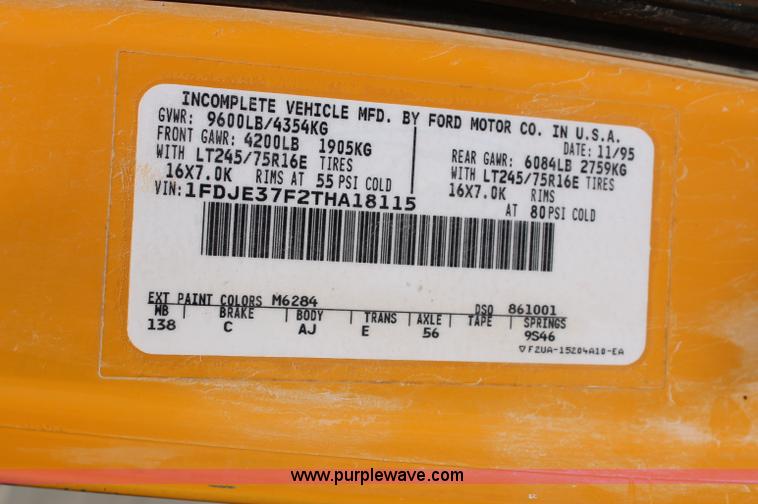 INCOMPLETE VEHICLE MFD. BY FORD MOTOR CO. IN U.S.A.
GVWR: 9600LB/4354KG DATE: 11/95
FRONT GAWR: 4200LB 1905KG REAR GAWR: 6084LB 2759KG
WITH LT245/75R16E TIRES WITH LT245/75R16E TIRES
16X7.0K RIMS AT 55 PSI COLD 16X7.0K RIMS
VIN: 1FDJE37F2THA18115 AT 80 PSI COLD
EXT PAINT COLORS M6284 DSO 861001
WB BRAKE BODY TRANS AXLE TAPE SPRINGS
138 C AJ E 56 9S46
▽F2UA-15204A10-EA
www.purplewave.com